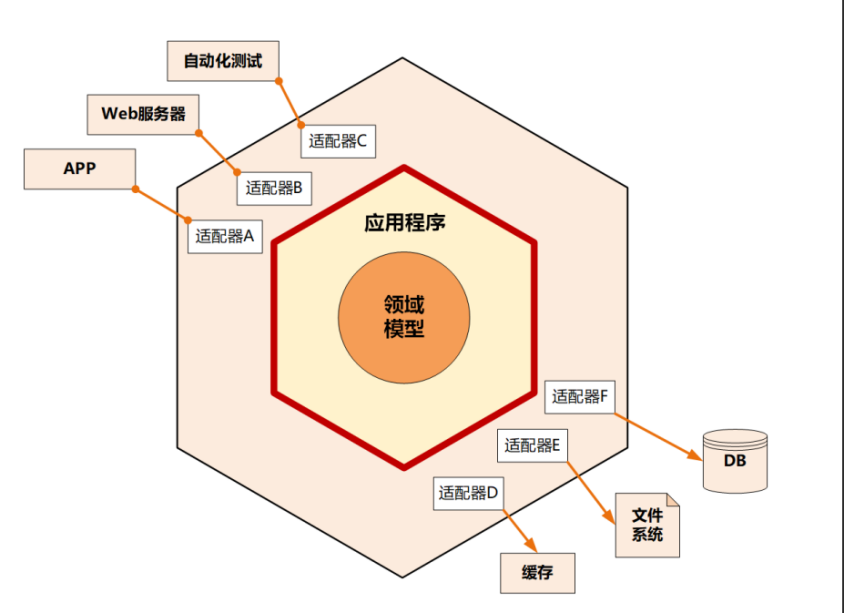 自动化测试
Web服务器
APP
适配器C
适配器B
适配器A
应用程序
领域
模型
适配器F
适配器E
适配器D
DB
文件
系统
缓存